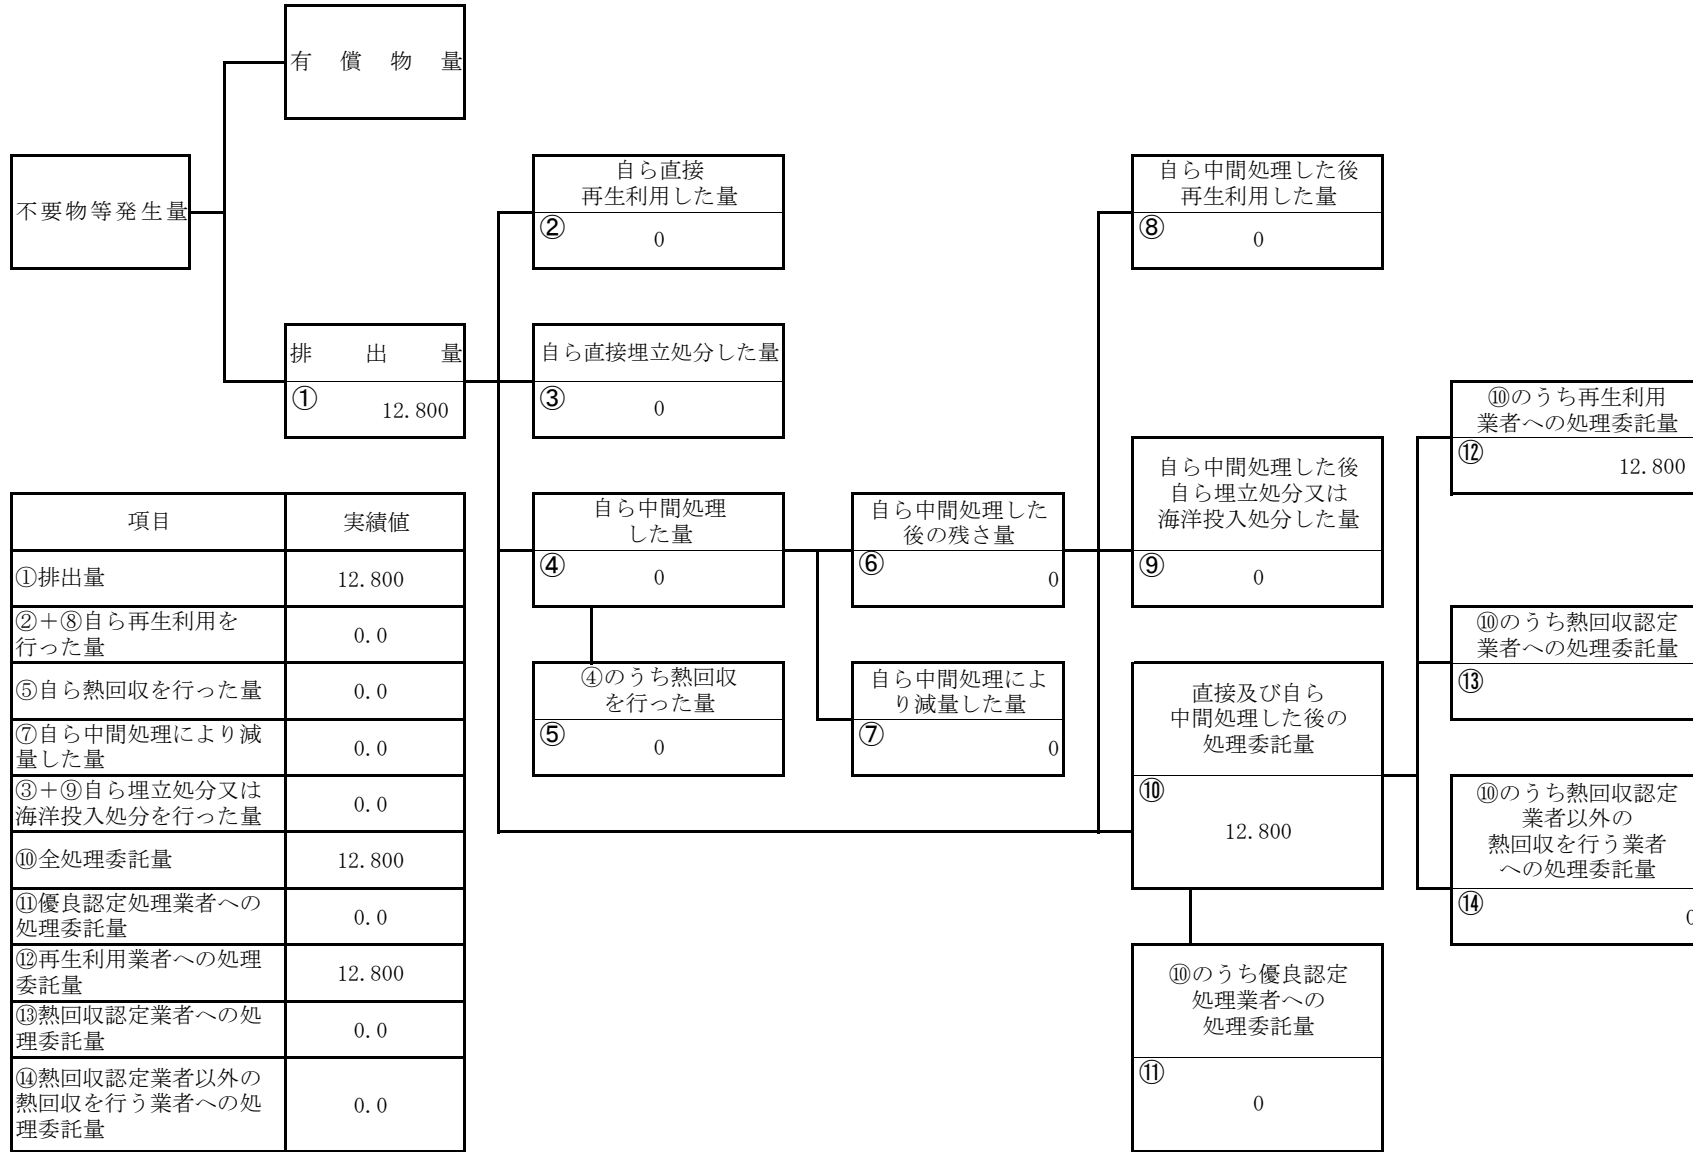 有償物量
不要物等発生量
排出量
①
12.800
自ら直接
再生利用した量
②
0
自ら直接埋立処分した量
③
0
自ら中間処理
した量
④
0
④のうち熱回収
を行った量
⑤
0
自ら中間処理した
後の残さ量
⑥
0
自ら中間処理によ
り減量した量
⑦
0
自ら中間処理した後
再生利用した量
⑧
0
自ら中間処理した後
自ら埋立処分又は
海洋投入処分した量
⑨
0
直接及び自ら
中間処理した後の
処理委託量
⑩
12.800
⑩のうち優良認定
処理業者への
処理委託量
⑪
0
⑩のうち再生利用
業者への処理委託量
⑫
12.800
⑩のうち熱回収認定
業者への処理委託量
⑬
⑩のうち熱回収認定
業者以外の
熱回収を行う業者
への処理委託量
⑭
0
項目 実績値
①排出量 12.800
②＋⑧自ら再生利用を
行った量 0.0
⑤自ら熱回収を行った量 0.0
⑦自ら中間処理により減
量した量 0.0
③＋⑨自ら埋立処分又は
海洋投入処分を行った量 0.0
⑩全処理委託量 12.800
⑪優良認定処理業者への
処理委託量 0.0
⑫再生利用業者への処理
委託量 12.800
⑬熱回収認定業者への処
理委託量 0.0
⑭熱回収認定業者以外の
熱回収を行う業者への処
理委託量 0.0